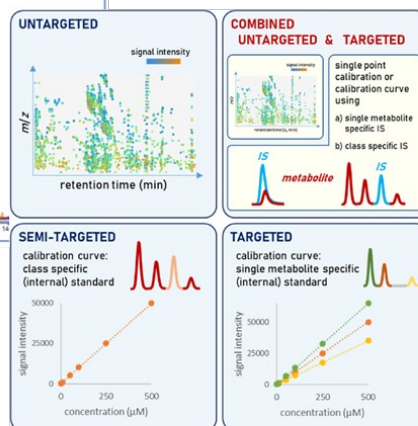 UNTARGETED
signal intensity
m/z
retention time (min)
COMBINED
UNTARGETED & TARGETED
signal intensity
m/z
single point
calibration or
calibration curve
using
a) single metabolite
specific IS
b) class specific IS
IS
metabolite
IS
14
SEMI-TARGETED
calibration curve:
class specific
(internal) standard
signal intensity
50000
25000
0
0
250
500
concentration (µM)
TARGETED
calibration curve:
single metabolite specific
(internal) standard
signal intensity
50000
25000
0
0
250
500
concentration (µM)